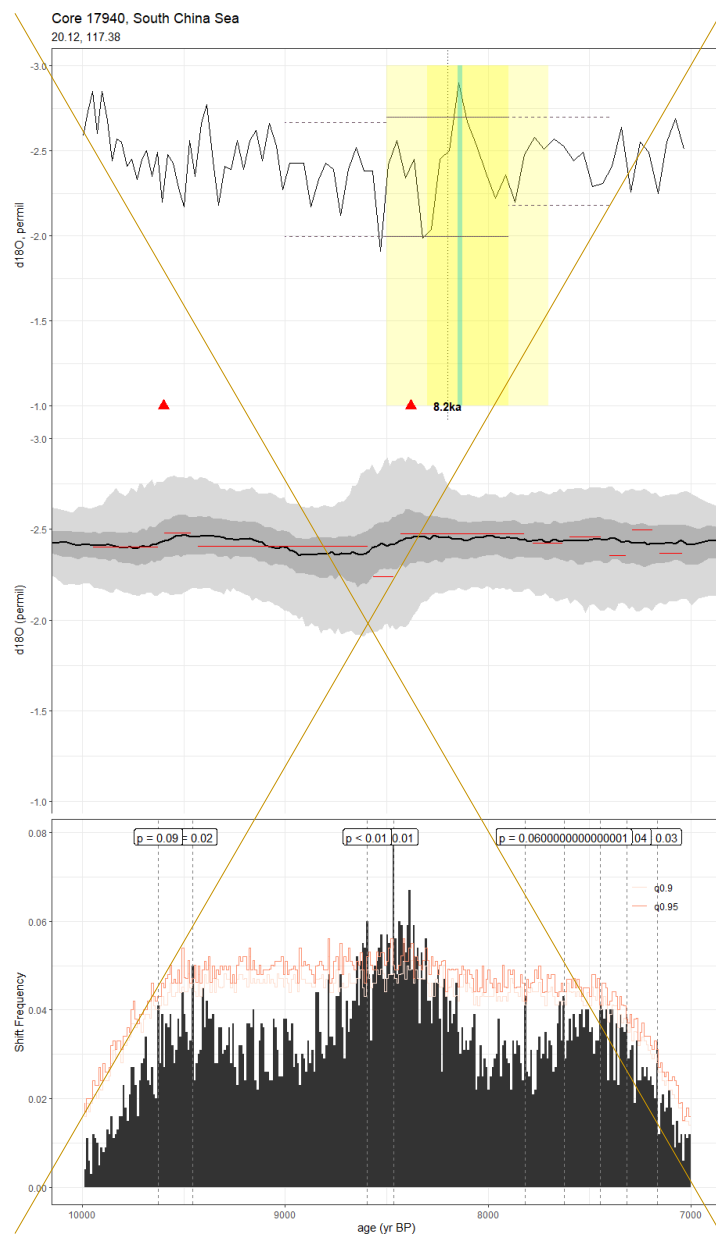 Core 17940, South China Sea
20.12, 117.38
-3.0
-2.5
-2.0
-1.5
-1.0
d18O, permil
8.2ka
-3.0
-2.5
-2.0
-1.5
-1.0
d18O (permil)
p = 0.09 = 0.02 p < 0.01 0.01 p = 0.0600000000000001 04 0.03
0.08
0.06
0.04
0.02
0.00
Shift Frequency
q0.9
q0.95
10000 9000 8000 7000
age (yr BP)